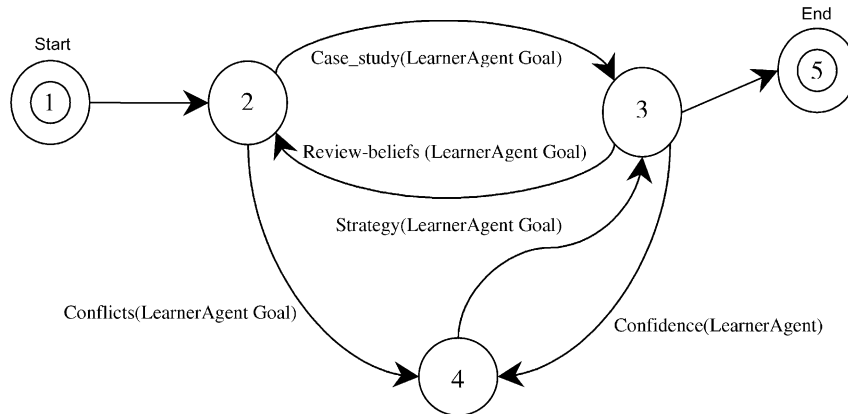 End
Start
Case_study(LearnerAgent Goal)
5
1
2
3
Review-beliefs (LearnerAgent Goal)
Strategy(LearnerAgent Goal)
Conflicts(LearnerAgent Goal)
Confidence(LearnerAgent)
4